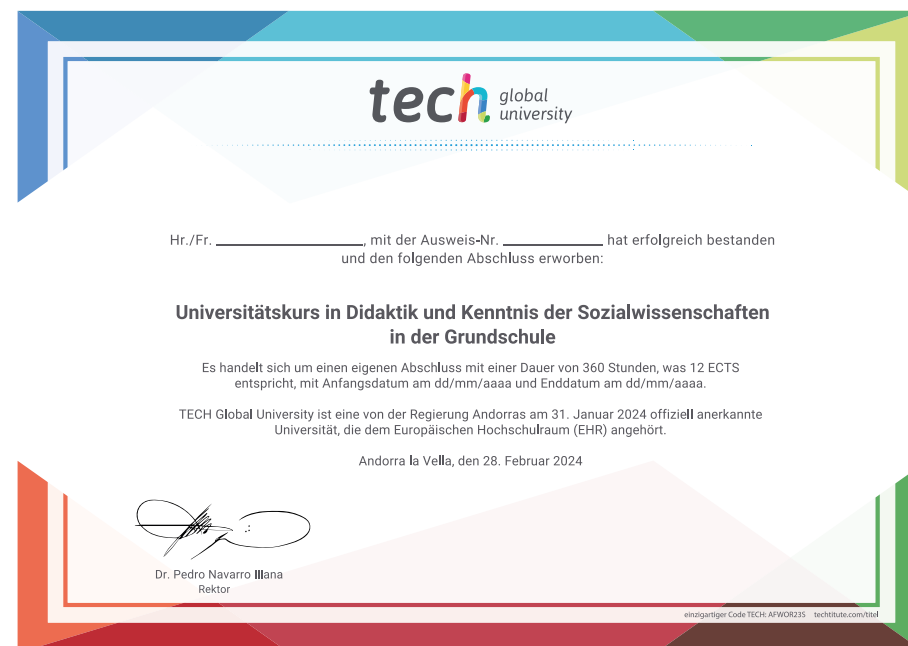 tech global university
Hr./Fr. ____________________, mit der Ausweis-Nr. ______________ hat erfolgreich bestanden
und den folgenden Abschluss erworben:
Universitätskurs in Didaktik und Kenntnis der Sozialwissenschaften
in der Grundschule
Es handelt sich um einen eigenen Abschluss mit einer Dauer von 360 Stunden, was 12 ECTS
entspricht, mit Anfangsdatum am dd/mm/aaaa und Enddatum am dd/mm/aaaa.
TECH Global University ist eine von der Regierung Andorras am 31. Januar 2024 offiziell anerkannte
Universität, die dem Europäischen Hochschulraum (EHR) angehört.
Andorra la Vella, den 28. Februar 2024
Dr. Pedro Navarro Illana
Rektor
einzigartiger Code TECH: AFWOR23S techtitute.com/titel